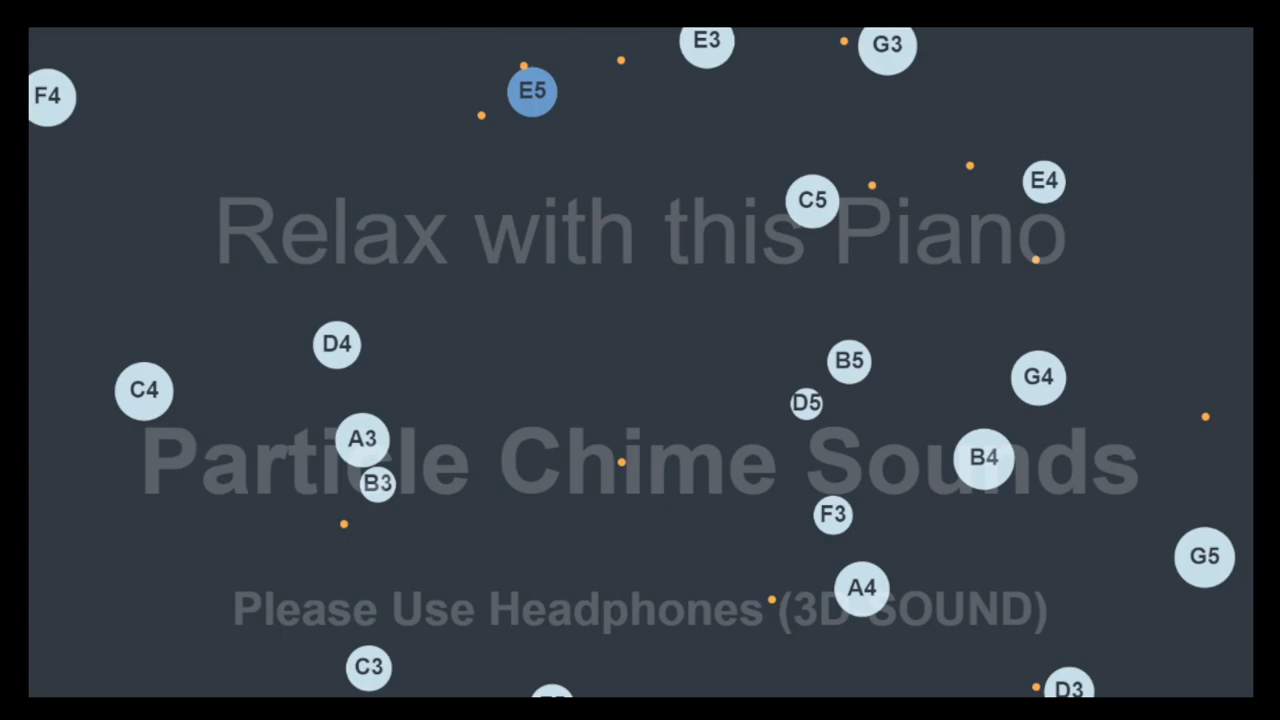 E3
G3
E5
F4
E4
C5
Relax with this Piano
D4
B5
G4
C4
D5
A3
Particle Chime Sounds
B4
B3
F3
G5
A4
Please Use Headphones (3D SOUND)
C3
D3